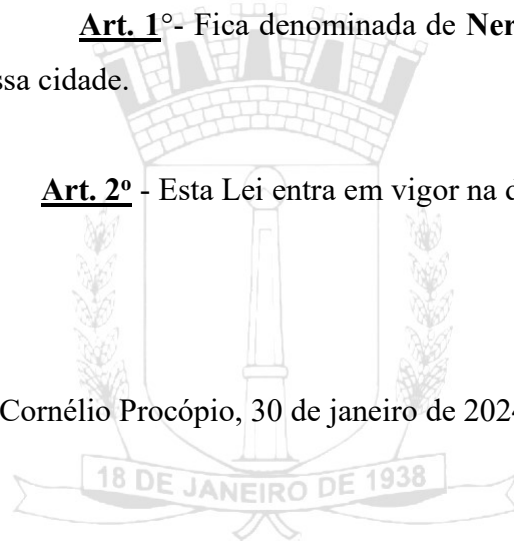 Art. 1°- Fica denominada de Ner
ssa cidade.
Art. 2º - Esta Lei entra em vigor na d
Cornélio Procópio, 30 de janeiro de 2024
18 DE JANEIRO DE 1938